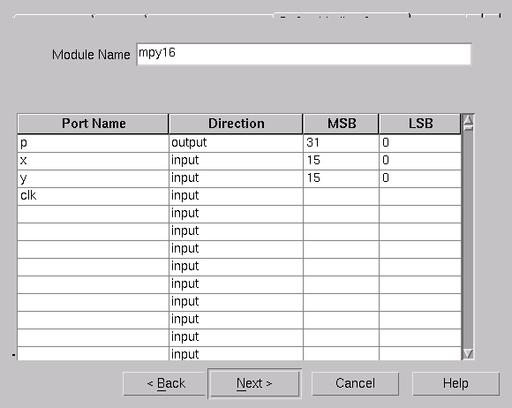 Module Name mpy16
Port Name Direction MSB LSB
p output 31 0
x input 15 0
y input 15 0
clk input
input
input
input
input
input
input
input
input
input
< Back Next > Cancel Help